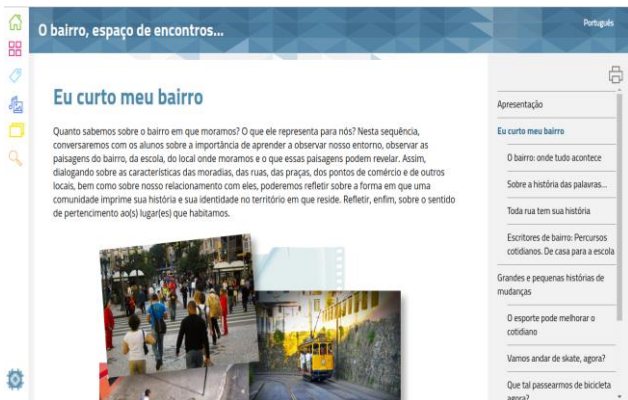 O bairro, espaço de encontros...
Português
Eu curto meu bairro
Quanto sabemos sobre o bairro em que moramos? O que ele representa para nós? Nesta sequência,
conversaremos com os alunos sobre a importância de aprender a observar nosso entorno, observar as
paisagens do bairro, da escola, do local onde moramos e o que essas paisagens podem revelar. Assim,
dialogando sobre as características das moradias, das ruas, das praças, dos pontos de comércio e de outros
locais, bem como sobre nosso relacionamento com eles, poderemos refletir sobre a forma em que uma
comunidade imprime sua história e sua identidade no território em que reside. Refletir, enfim, sobre o sentido
de pertencimento ao(s) lugar(es) que habitamos.
Apresentação
Eu curto meu bairro
O bairro: onde tudo acontece
Sobre a história das palavras...
Toda rua tem sua história
Escritores de bairro: Percursos
cotidianos. De casa para a escola
Grandes e pequenas histórias de
mudanças
O esporte pode melhorar o
cotidiano
Vamos andar de skate, agora?
Que tal passearmos de bicicleta
agora?